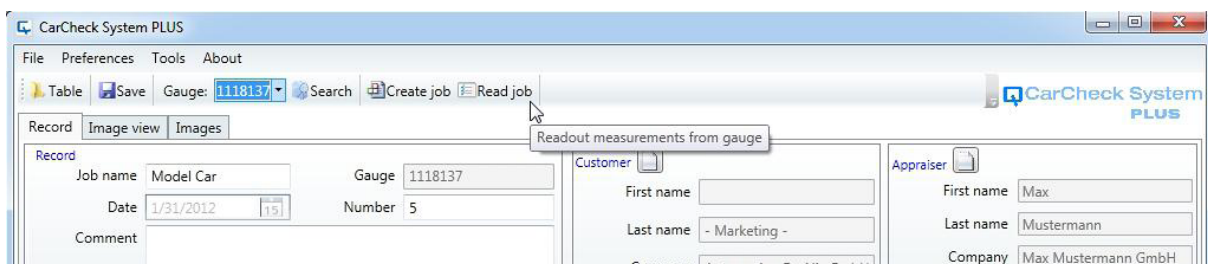 CarCheck System PLUS
File Preferences Tools About
Table Save Gauge: 1118137 Search Create job Read job
CarCheck System
PLUS
Record Image view Images
Readout measurements from gauge
Record
Job name Model Car Gauge 1118137
Date 1/31/2012 15 Number 5
Comment
Customer
First name
Last name - Marketing -
Appraiser
First name Max
Last name Mustermann
Company Max Mustermann GmbH